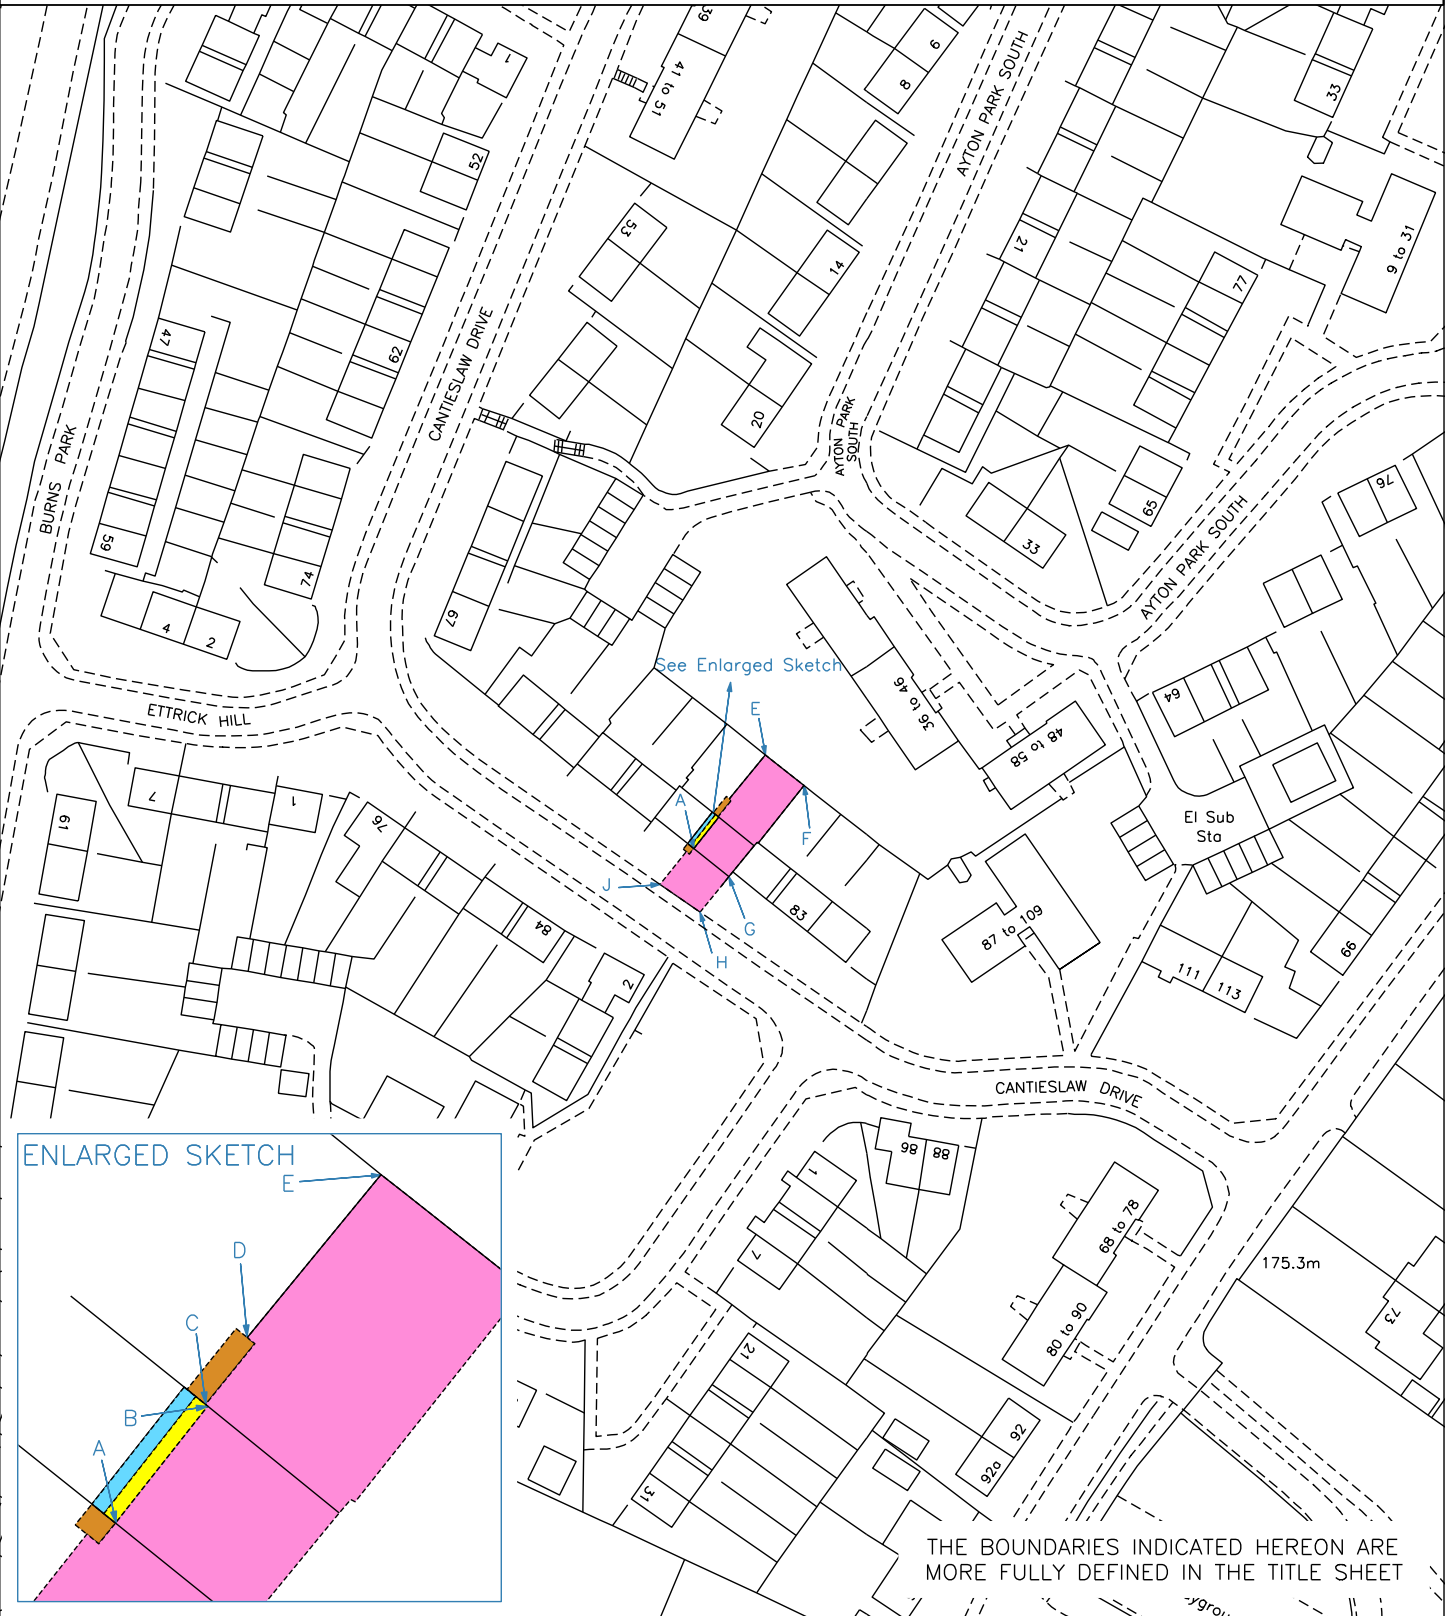 39
41 to 51
6
8
AYTON PARK SOUTH
33
1
52
53
14
21
77
9 to 31
47
62
CANTIESLAW DRIVE
20
AYTON PARK
SOUTH
BURNS PARK
59
74
65
33
76
AYTON PARK SOUTH
4
2
67
See Enlarged Sketch
36 to 46
48 to 58
64
ETTRICK HILL
E
7
1
61
76
A
F
El Sub
Sta
J
83
G
H
84
2
87 to 109
66
111
113
CANTIESLAW DRIVE
86
88
1
7
68 to 78
80 to 90
175.3m
73
21
31
92
92a
ENLARGED SKETCH
E
D
C
B
A
THE BOUNDARIES INDICATED HEREON ARE
MORE FULLY DEFINED IN THE TITLE SHEET